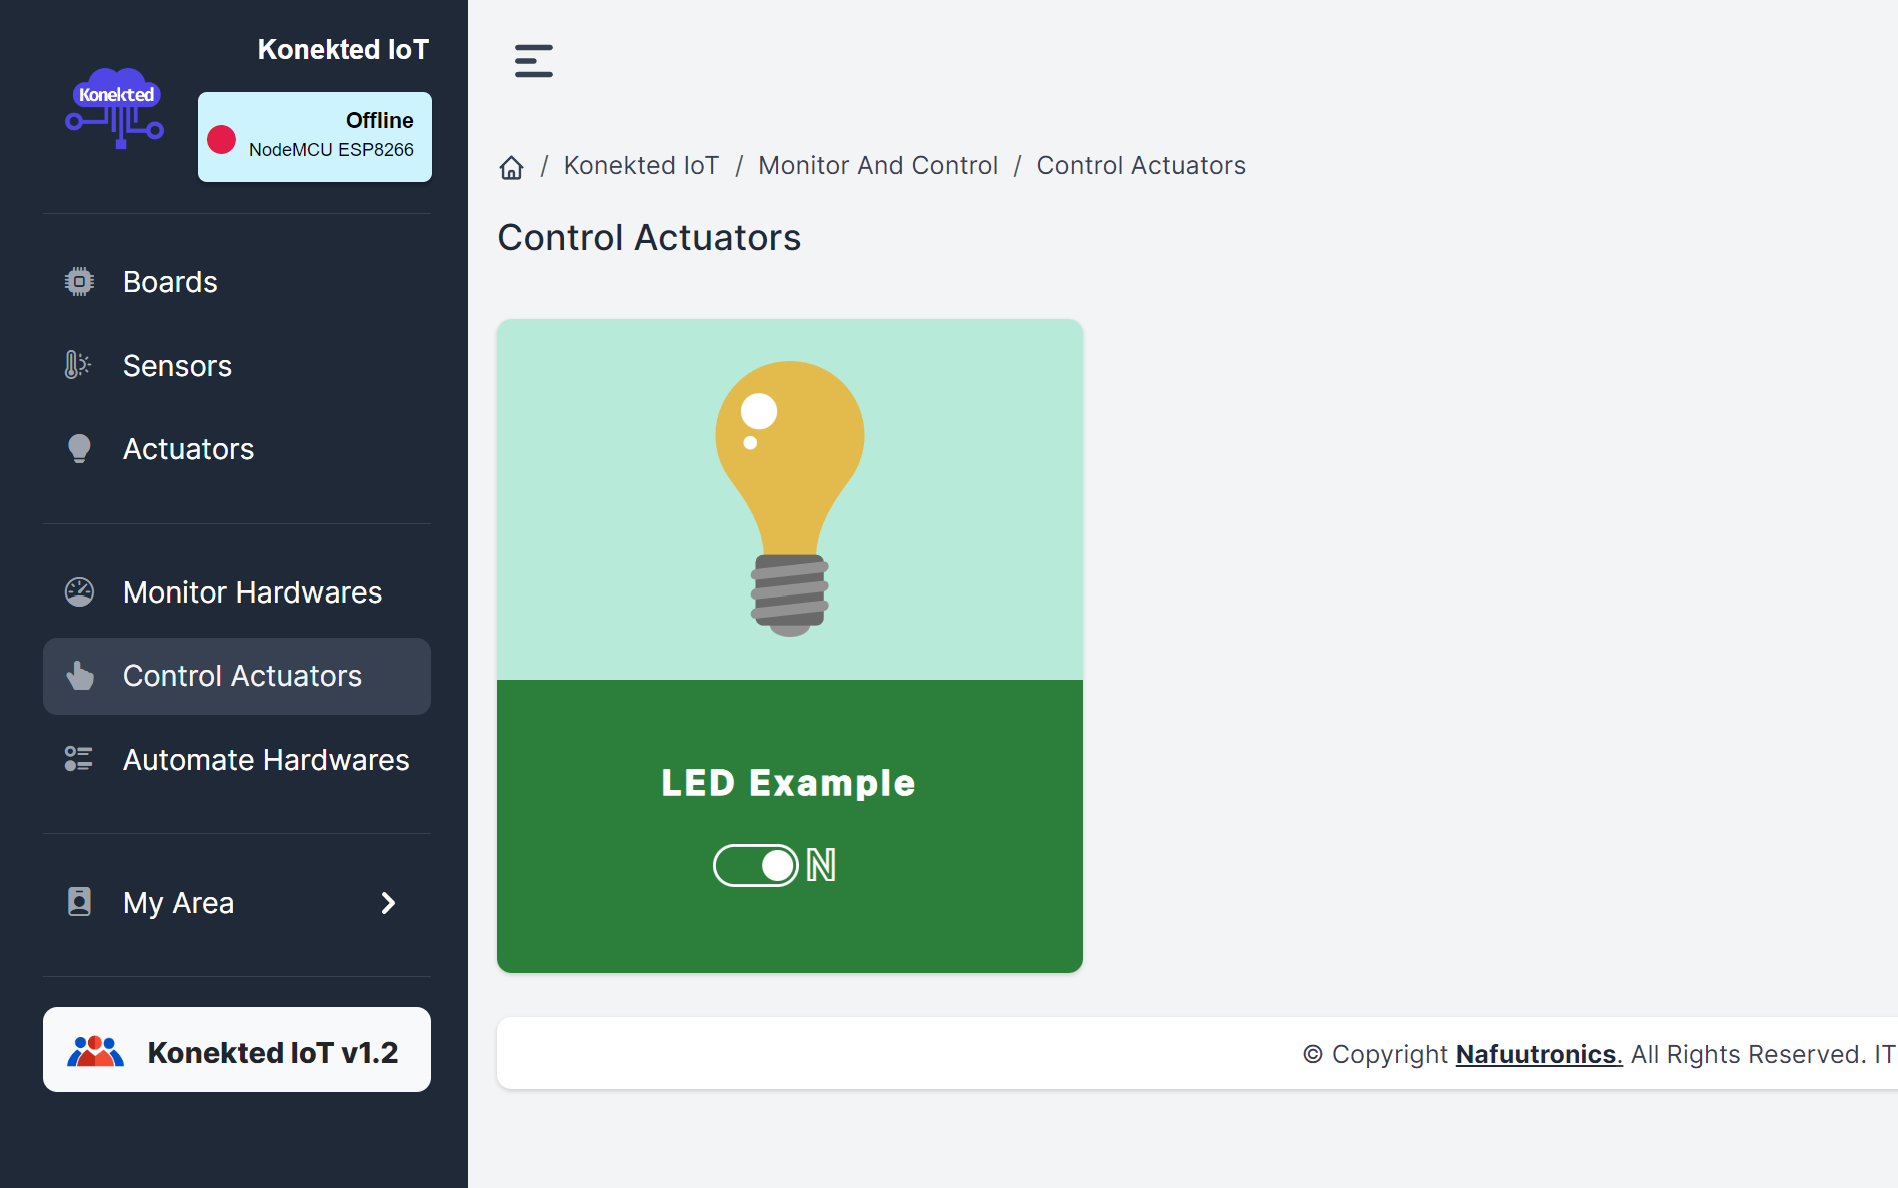 Konekted IoT
Konekted
Offline
NodeMCU ESP8266
Boards
Sensors
Actuators
Monitor Hardwares
Control Actuators
Automate Hardwares
My Area
Konekted IoT v1.2
/ Konekted IoT / Monitor And Control / Control Actuators
Control Actuators
LED Example
N
© Copyright Nafuutronics. All Rights Reserved. IT